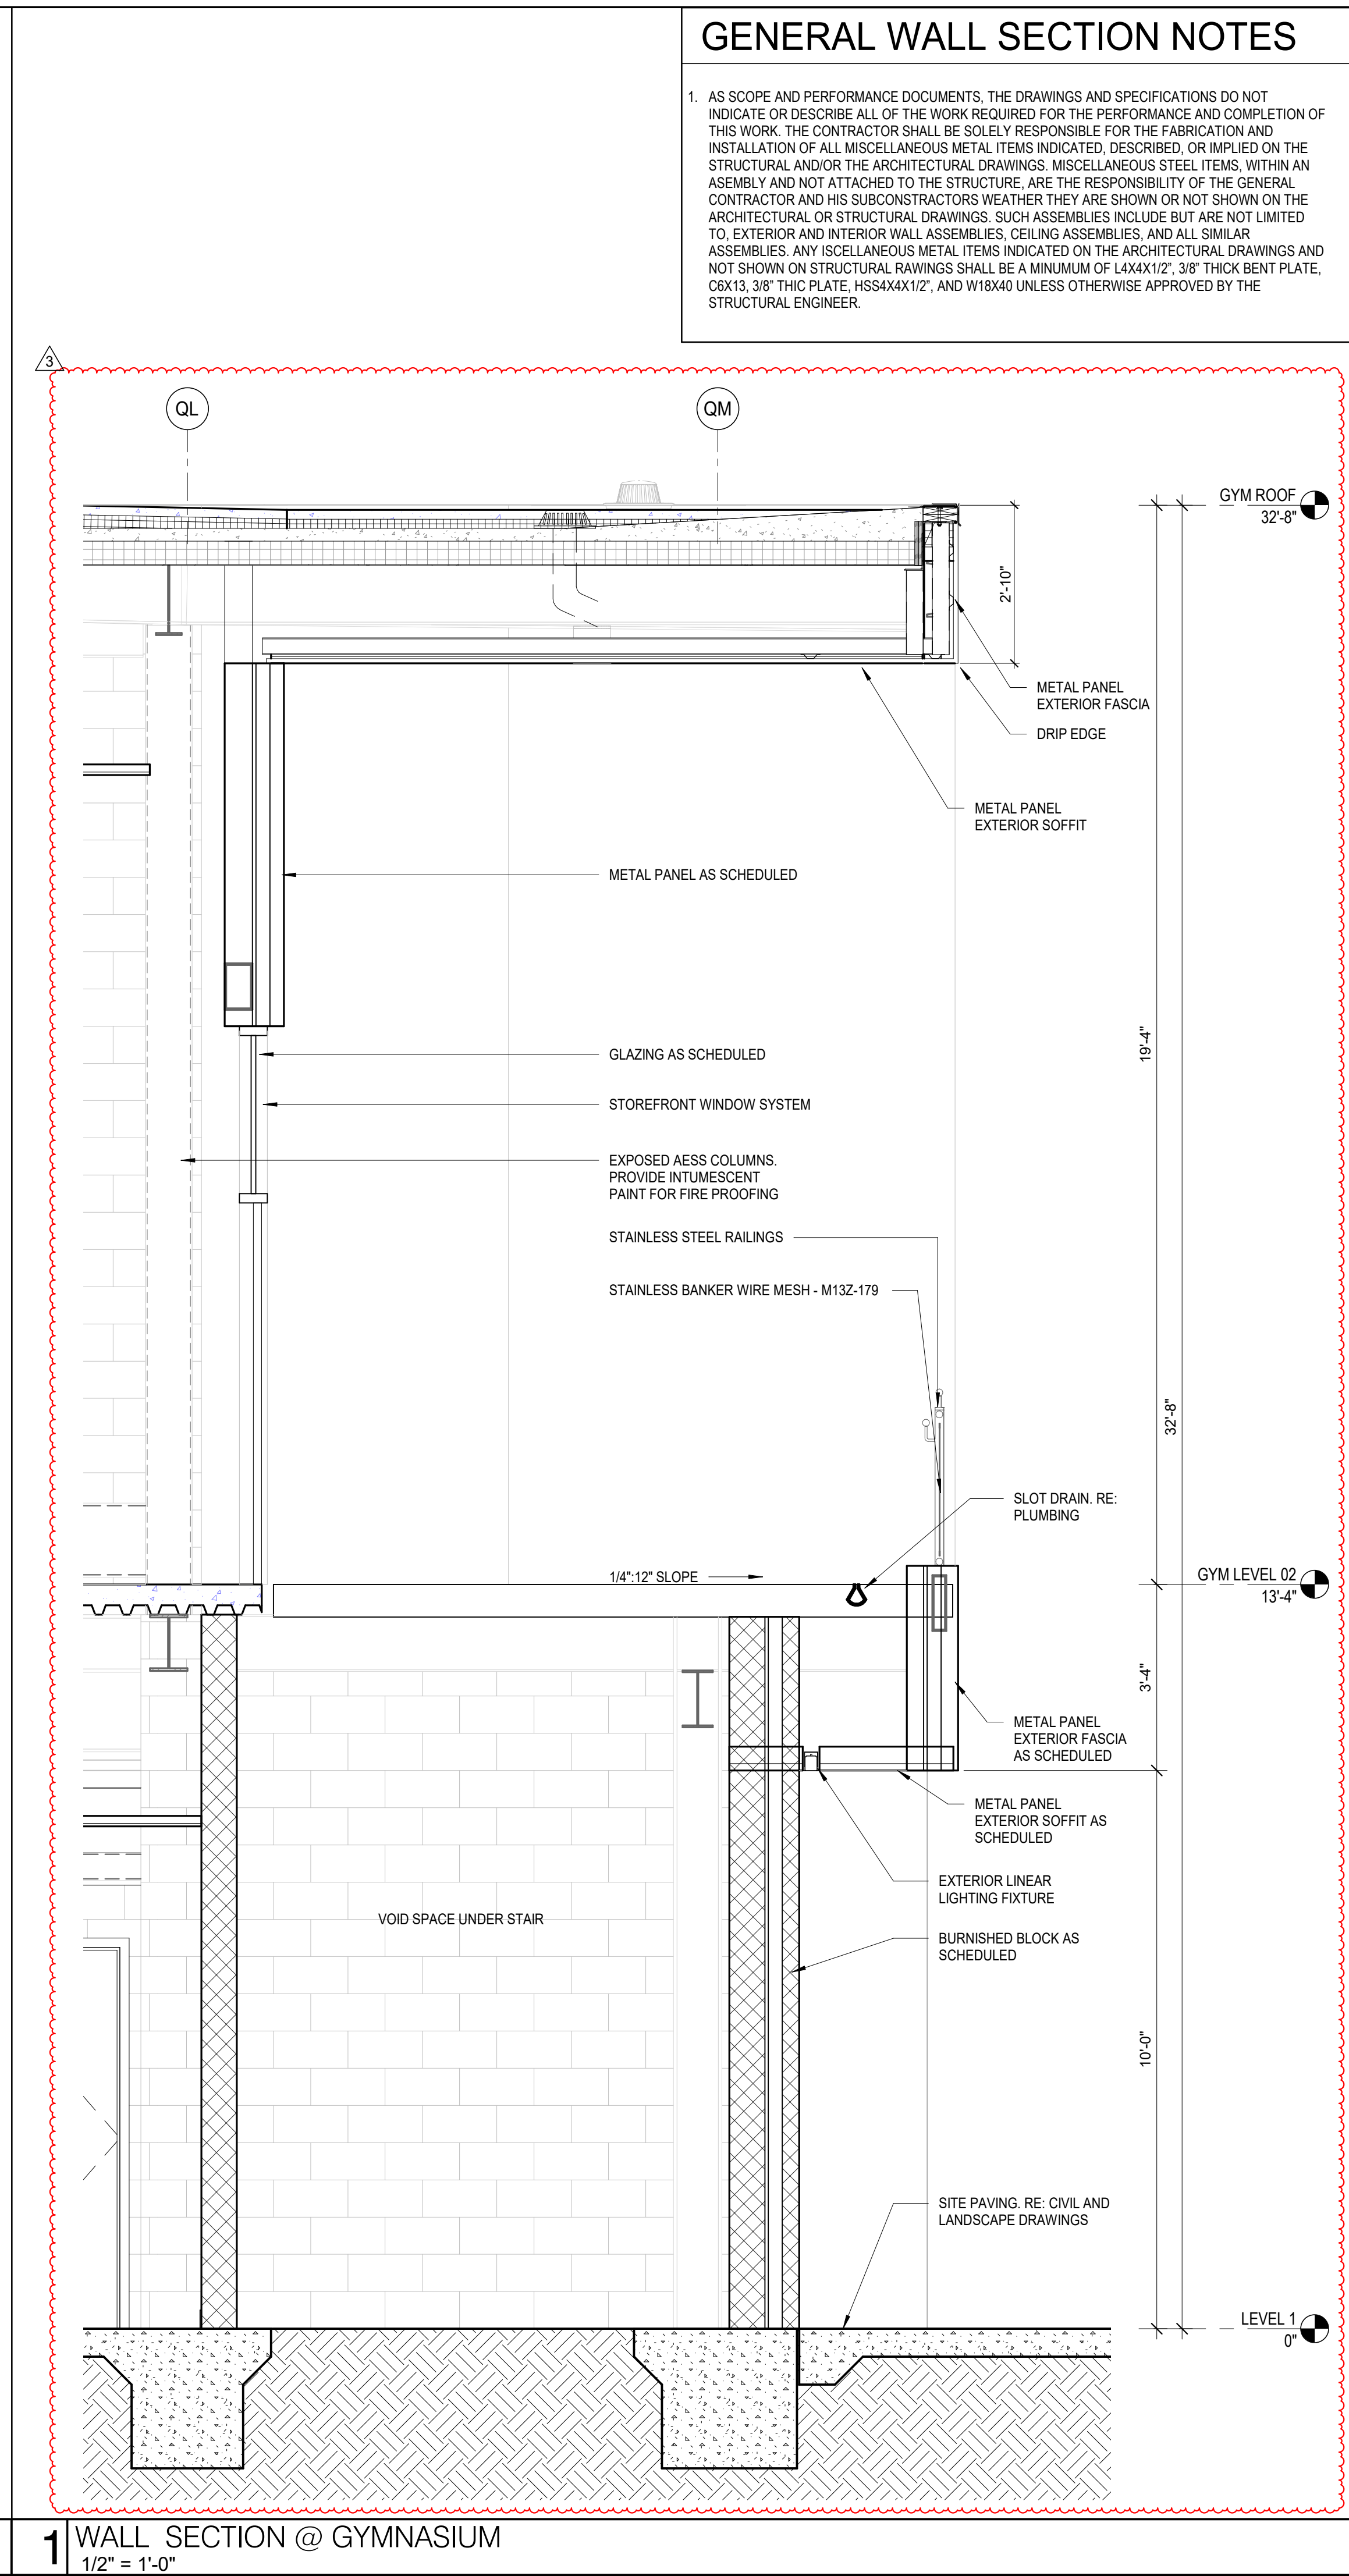 GENERAL WALL SECTION NOTES
1. AS SCOPE AND PERFORMANCE DOCUMENTS, THE DRAWINGS AND SPECIFICATIONS DO NOT
INDICATE OR DESCRIBE ALL OF THE WORK REQUIRED FOR THE PERFORMANCE AND COMPLETION OF
THIS WORK. THE CONTRACTOR SHALL BE SOLELY RESPONSIBLE FOR THE FABRICATION AND
INSTALLATION OF ALL MISCELLANEOUS METAL ITEMS INDICATED, DESCRIBED, OR IMPLIED ON THE
STRUCTURAL AND/OR THE ARCHITECTURAL DRAWINGS. MISCELLANEOUS STEEL ITEMS, WITHIN AN
ASEMBLY AND NOT ATTACHED TO THE STRUCTURE, ARE THE RESPONSIBILITY OF THE GENERAL
CONTRACTOR AND HIS SUBCONSTRACTORS WEATHER THEY ARE SHOWN OR NOT SHOWN ON THE
ARCHITECTURAL OR STRUCTURAL DRAWINGS. SUCH ASSEMBLIES INCLUDE BUT ARE NOT LIMITED
TO, EXTERIOR AND INTERIOR WALL ASSEMBLIES, CEILING ASSEMBLIES, AND ALL SIMILAR
ASSEMBLIES. ANY ISCELLANEOUS METAL ITEMS INDICATED ON THE ARCHITECTURAL DRAWINGS AND
NOT SHOWN ON STRUCTURAL RAWINGS SHALL BE A MINUMUM OF L4X4X1/2”, 3/8” THICK BENT PLATE,
C6X13, 3/8” THIC PLATE, HSS4X4X1/2”, AND W18X40 UNLESS OTHERWISE APPROVED BY THE
STRUCTURAL ENGINEER.
3
QL
QM
GYM ROOF
32'-8"
2'-10"
METAL PANEL
EXTERIOR FASCIA
DRIP EDGE
METAL PANEL
EXTERIOR SOFFIT
METAL PANEL AS SCHEDULED
19'-4"
GLAZING AS SCHEDULED
STOREFRONT WINDOW SYSTEM
EXPOSED AESS COLUMNS.
PROVIDE INTUMESCENT
PAINT FOR FIRE PROOFING
STAINLESS STEEL RAILINGS
STAINLESS BANKER WIRE MESH - M13Z-179
32'-8"
SLOT DRAIN. RE:
PLUMBING
1/4":12" SLOPE
GYM LEVEL 02
13'-4"
3'-4"
METAL PANEL
EXTERIOR FASCIA
AS SCHEDULED
METAL PANEL
EXTERIOR SOFFIT AS
SCHEDULED
EXTERIOR LINEAR
LIGHTING FIXTURE
VOID SPACE UNDER STAIR
BURNISHED BLOCK AS
SCHEDULED
10'-0"
SITE PAVING. RE: CIVIL AND
LANDSCAPE DRAWINGS
LEVEL 1
0"
1 WALL SECTION @ GYMNASIUM
1/2" = 1'-0"